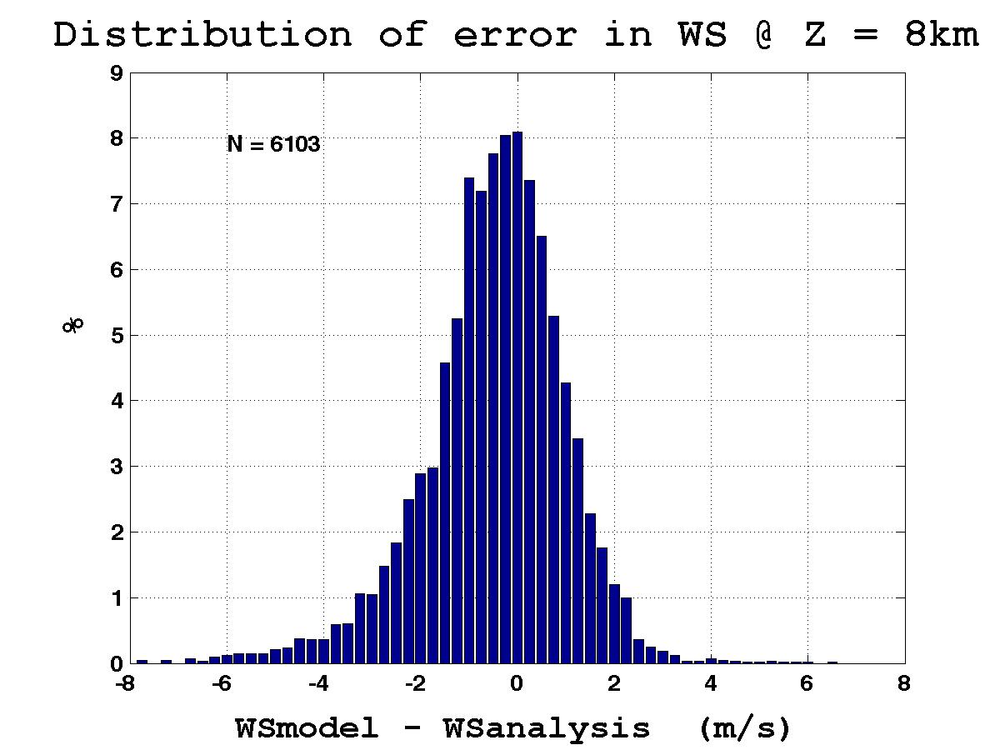 Distribution of error in WS @ Z = 8km
9
N = 6103
8
7
6
5
%
4
3
2
1
0
-8 -6 -4 -2 0 2 4 6 8
WSmodel - WSanalysis (m/s)